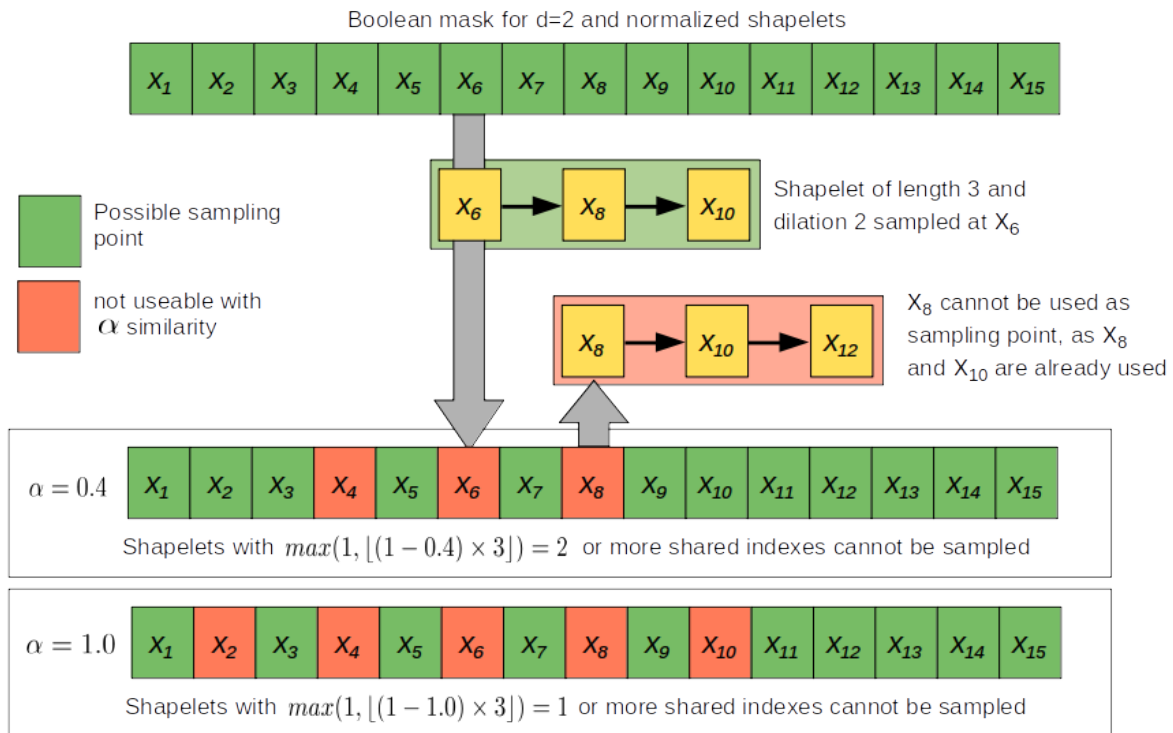 Boolean mask for d=2 and normalized shapelets
X₁ X₂ X₃ X₄ X₅ X₆ X₇ X₈ X₉ X₁₀ X₁₁ X₁₂ X₁₃ X₁₄ X₁₅
Possible sampling
point
X₆ X₈ X₁₀
Shapelet of length 3 and
dilation 2 sampled at X₆
not useable with
α similarity
X₈ X₁₀ X₁₂
X₈ cannot be used as
sampling point, as X₈
and X₁₀ are already used
α = 0.4 X₁ X₂ X₃ X₄ X₅ X₆ X₇ X₈ X₉ X₁₀ X₁₁ X₁₂ X₁₃ X₁₄ X₁₅
Shapelets with max(1, ⌊(1 − 0.4) × 3⌋) = 2 or more shared indexes cannot be sampled
α = 1.0 X₁ X₂ X₃ X₄ X₅ X₆ X₇ X₈ X₉ X₁₀ X₁₁ X₁₂ X₁₃ X₁₄ X₁₅
Shapelets with max(1, ⌊(1 − 1.0) × 3⌋) = 1 or more shared indexes cannot be sampled